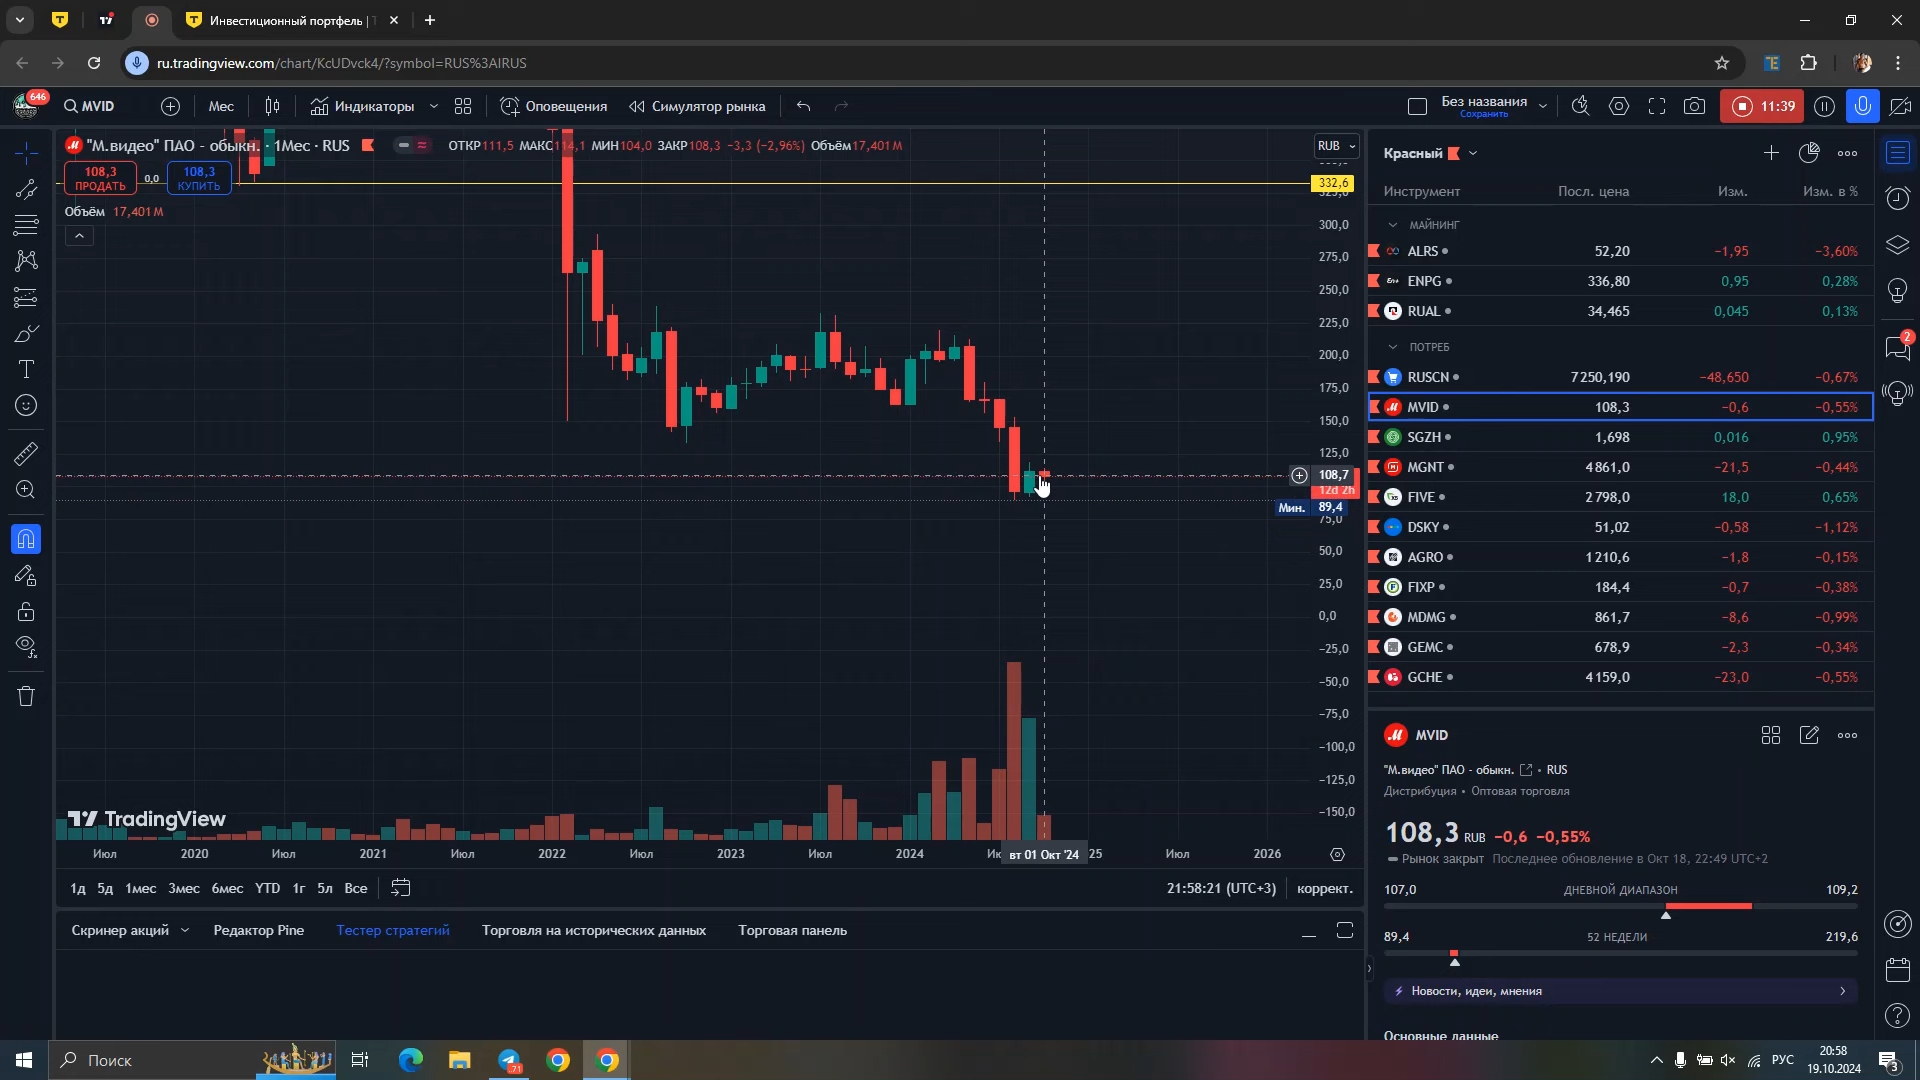 Инвестиционный портфель | Т
ru.tradingview.com/chart/KcUDvck4/?symbol=RUS%3AIRUS
646
MVID
Мес
Индикаторы
Оповещения
Симулятор рынка
Без названия
Сохранить
11:39
"М.видео" ПАО - обыкн. · 1Мес · RUS
ОТКР111,5 МАКС114,1 МИН104,0 ЗАКР108,3 −3,3 (−2,96%) Объём17,401 M
RUB
108,3
ПРОДАТЬ
0,0
108,3
КУПИТЬ
332,6
325,0
Объём 17,401 M
300,0
275,0
250,0
225,0
200,0
175,0
150,0
125,0
108,7
12d 2h
Мин. 89,4
75,0
50,0
25,0
0,0
−25,0
−50,0
−75,0
−100,0
−125,0
−150,0
TradingView
Июл
2020
Июл
2021
Июл
2022
Июл
2023
Июл
2024
вт 01 Окт '24
25
Июл
2026
1д 5д 1мес 3мес 6мес YTD 1г 5л Все
21:58:21 (UTC+3)
коррект.
Скринер акций
Редактор Pine
Тестер стратегий
Торговля на исторических данных
Торговая панель
Красный
Инструмент Посл. цена Изм. Изм. в %
МАЙНИНГ
ALRS 52,20 −1,95 −3,60%
ENPG 336,80 0,95 0,28%
RUAL 34,465 0,045 0,13%
ПОТРЕБ
RUSCN 7 250,190 −48,650 −0,67%
MVID 108,3 −0,6 −0,55%
SGZH 1,698 0,016 0,95%
MGNT 4 861,0 −21,5 −0,44%
FIVE 2 798,0 18,0 0,65%
DSKY 51,02 −0,58 −1,12%
AGRO 1 210,6 −1,8 −0,15%
FIXP 184,4 −0,7 −0,38%
MDMG 861,7 −8,6 −0,99%
GEMC 678,9 −2,3 −0,34%
GCHE 4 159,0 −23,0 −0,55%
2
MVID
"М.видео" ПАО - обыкн. • RUS
Дистрибуция • Оптовая торговля
108,3 RUB −0,6 −0,55%
Рынок закрыт Последнее обновление в Окт 18, 22:49 UTC+2
107,0 ДНЕВНОЙ ДИАПАЗОН 109,2
89,4 52 НЕДЕЛИ 219,6
Новости, идеи, мнения
Основные данные
Поиск
71
РУС
20:58
19.10.2024
3